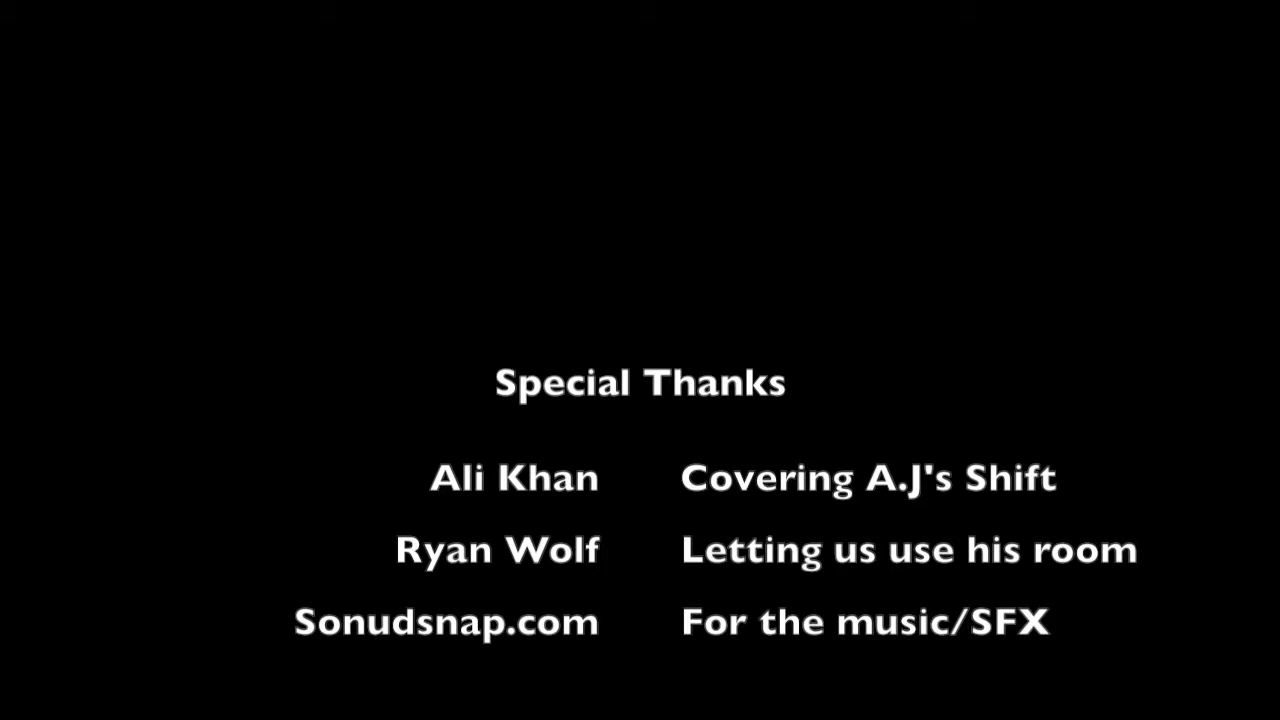 Special Thanks
Ali Khan Covering A.J's Shift
Ryan Wolf Letting us use his room
Sonudsnap.com For the music/SFX